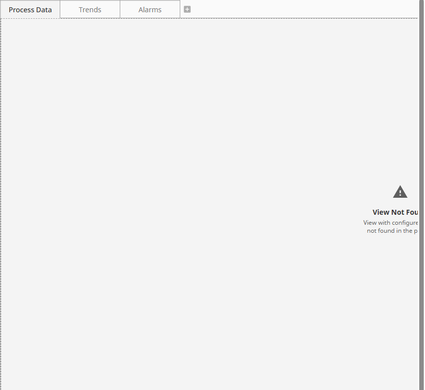 Process Data
Trends
Alarms
View Not Fou
View with configure
not found in the p